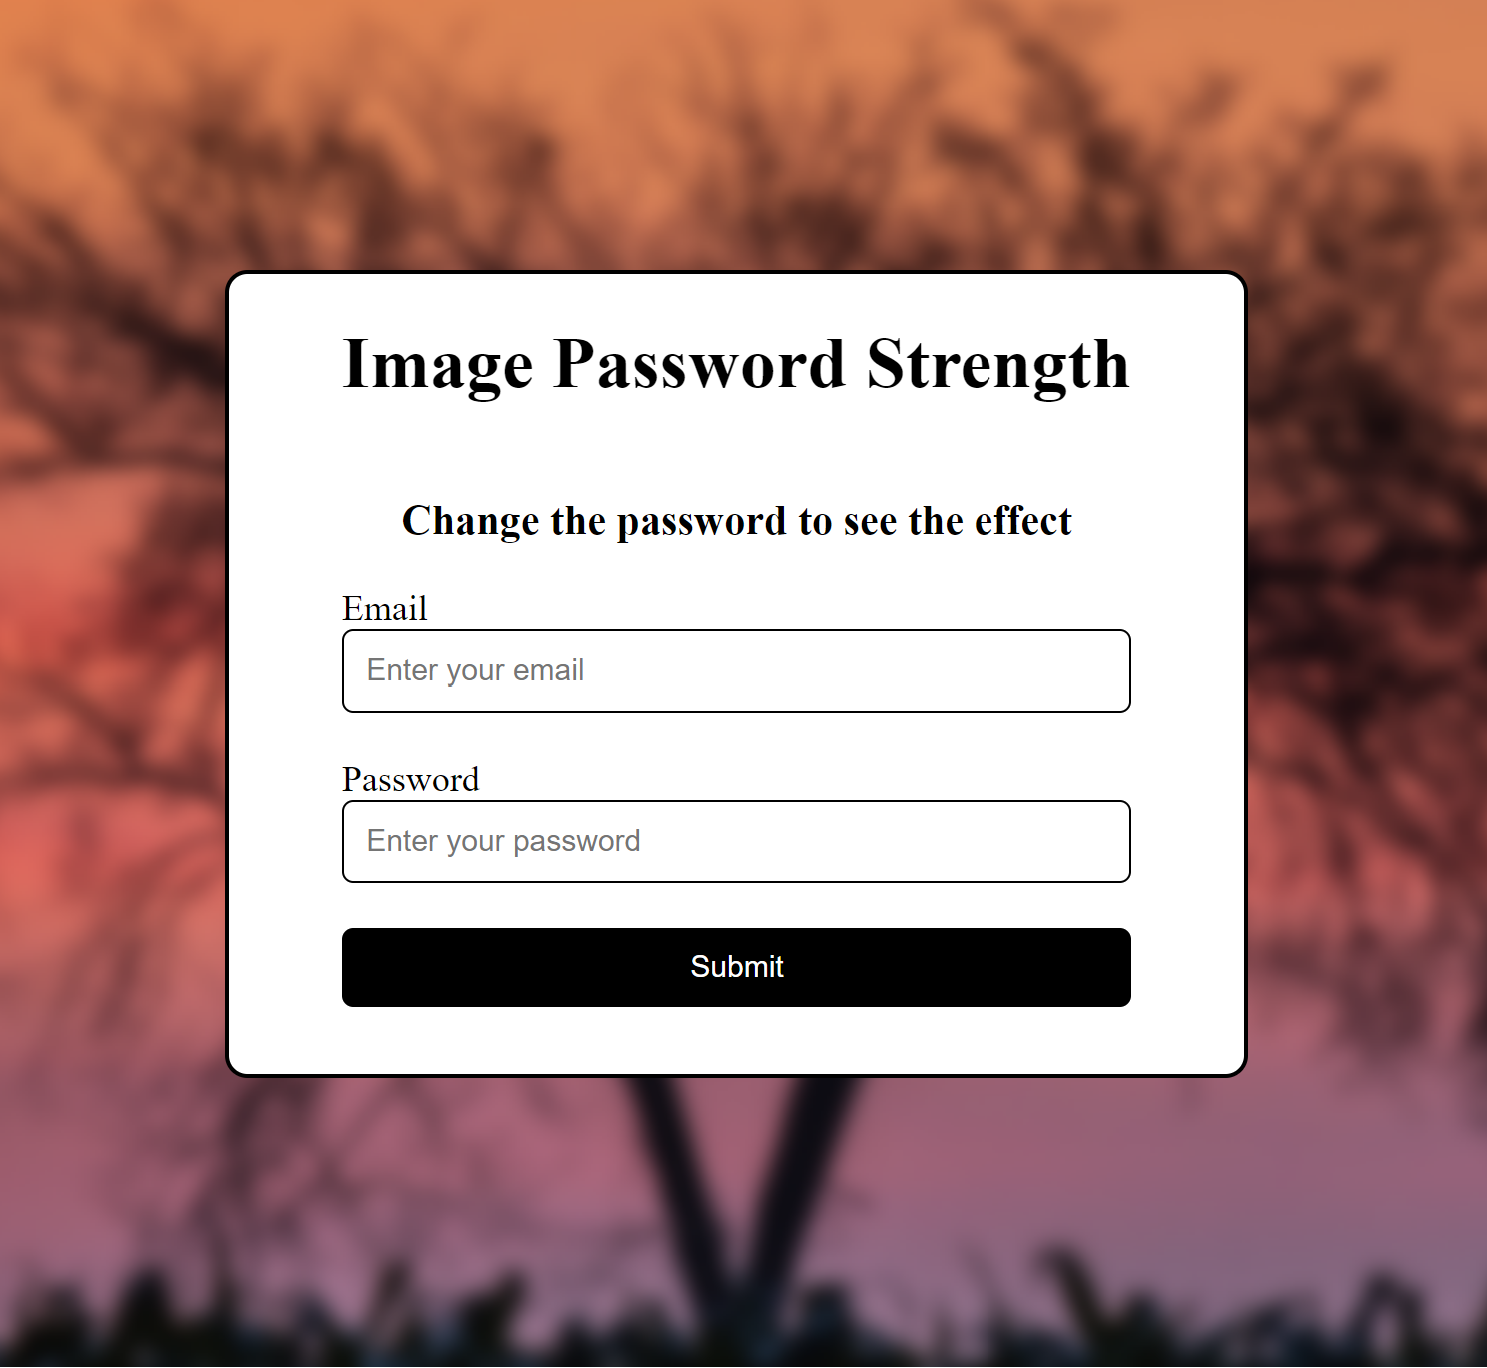 Image Password Strength
Change the password to see the effect
Email
Enter your email
Password
Enter your password
Submit